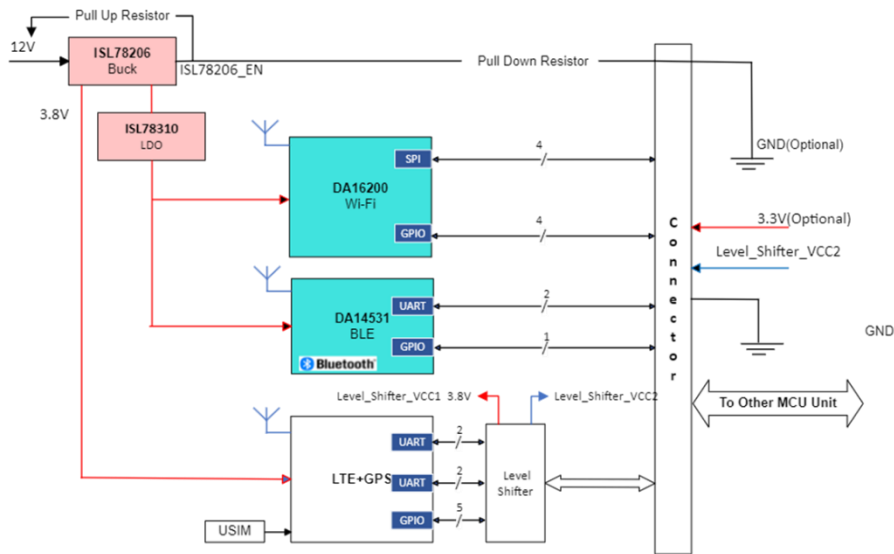 Pull Up Resistor
12V
ISL78206
Buck
ISL78206_EN
Pull Down Resistor
3.8V
ISL78310
LDO
GND(Optional)
DA16200
Wi-Fi
SPI
4
GPIO
4
Connector
3.3V(Optional)
Level_Shifter_VCC2
DA14531
BLE
Bluetooth
UART
2
GPIO
1
GND
To Other MCU Unit
Level_Shifter_VCC1 3.8V
Level_Shifter_VCC2
LTE+GPS
UART
2
UART
2
GPIO
5
Level
Shifter
USIM